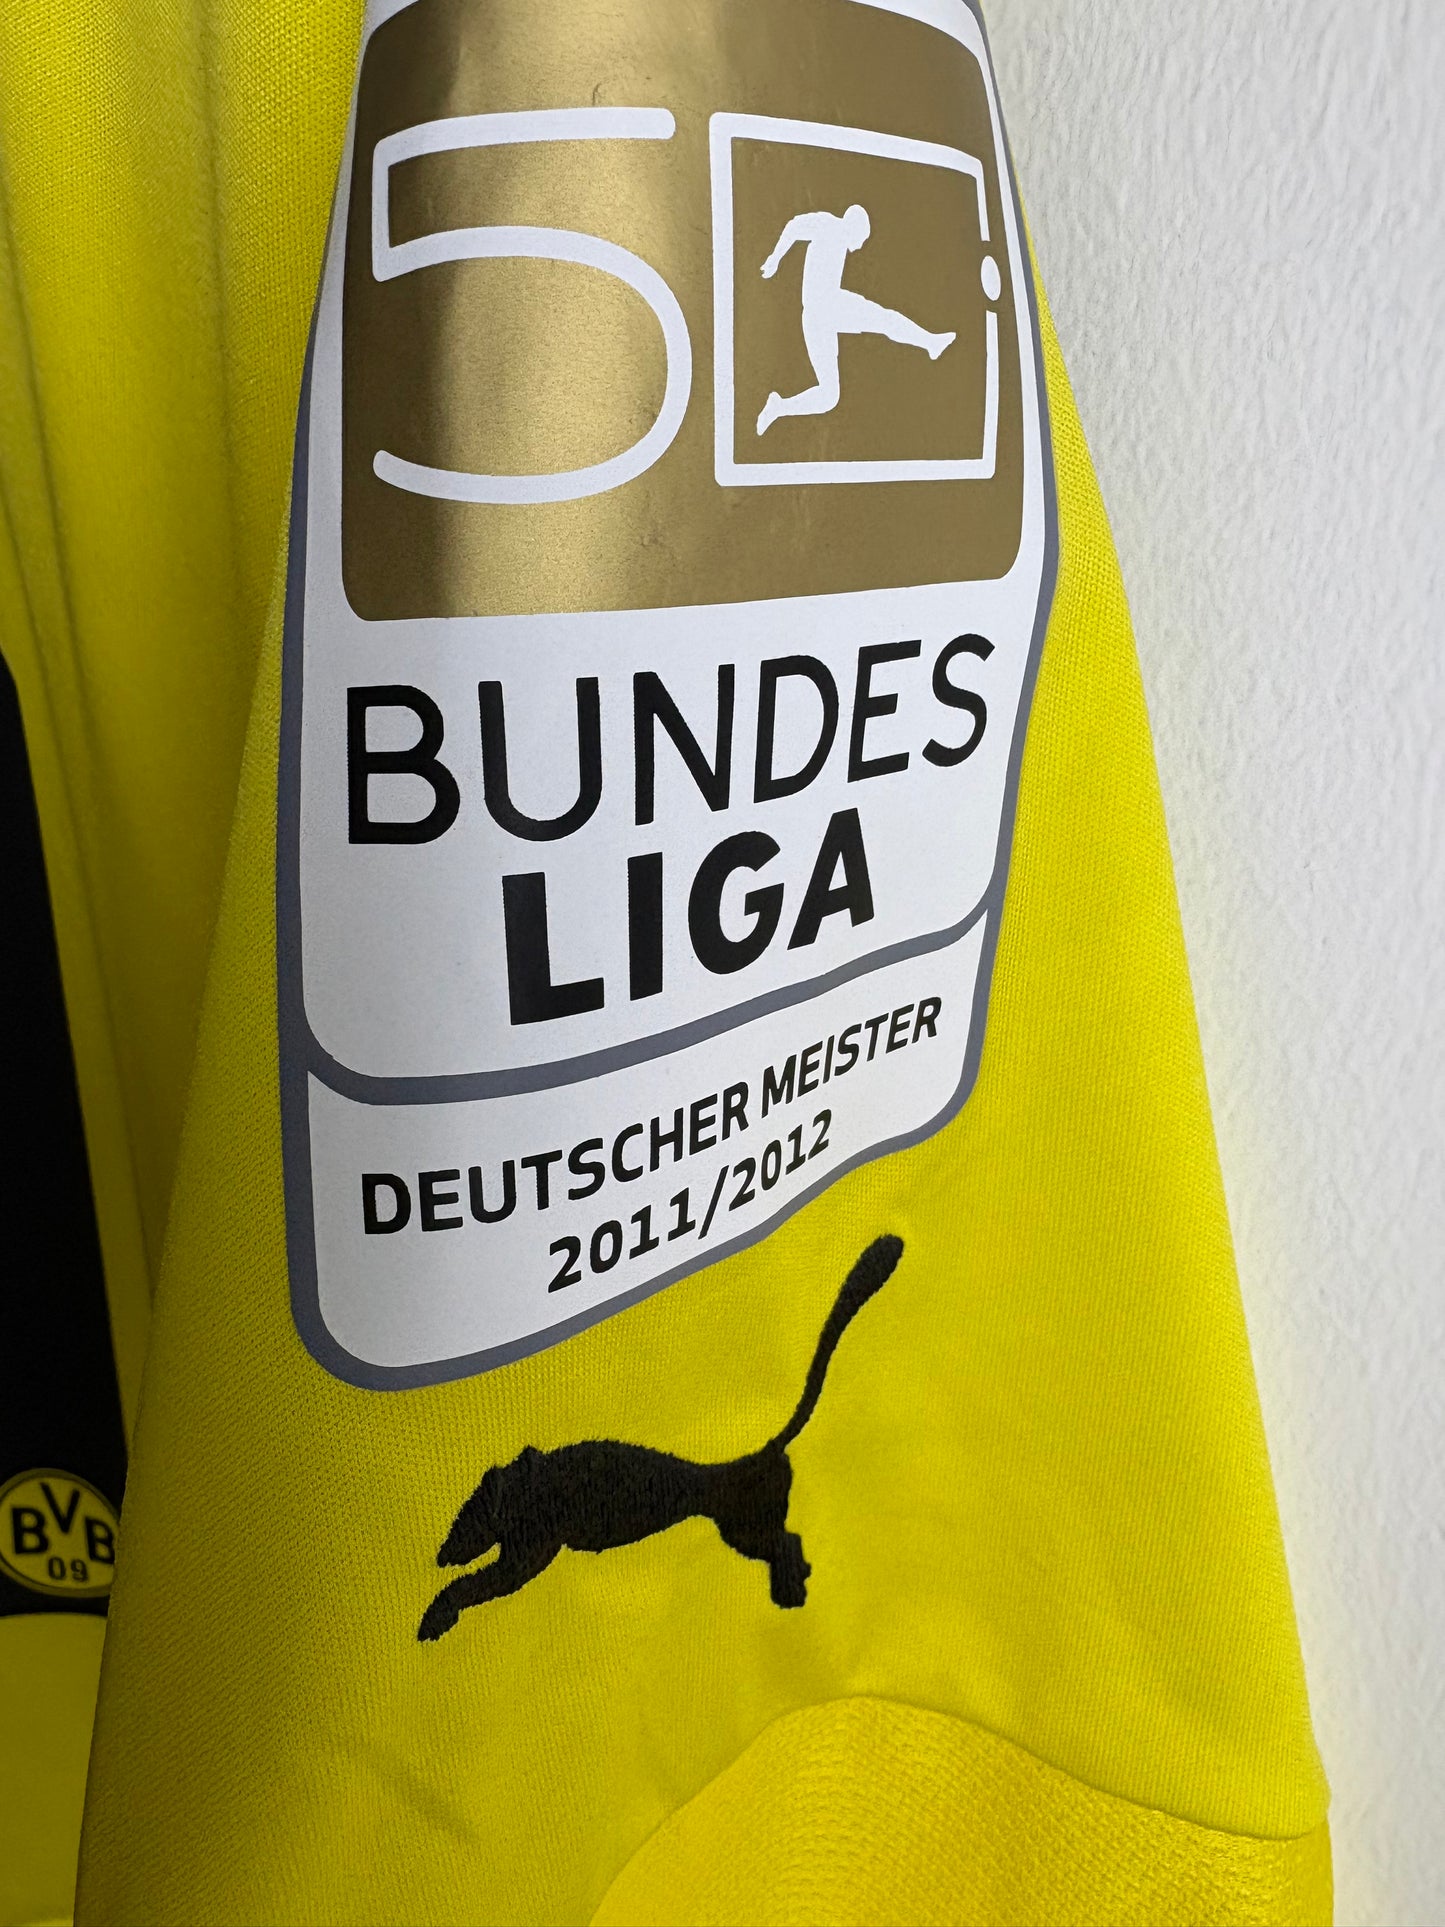 50
BUNDES
LIGA
DEUTSCHER MEISTER
2011/2012
BVB
09